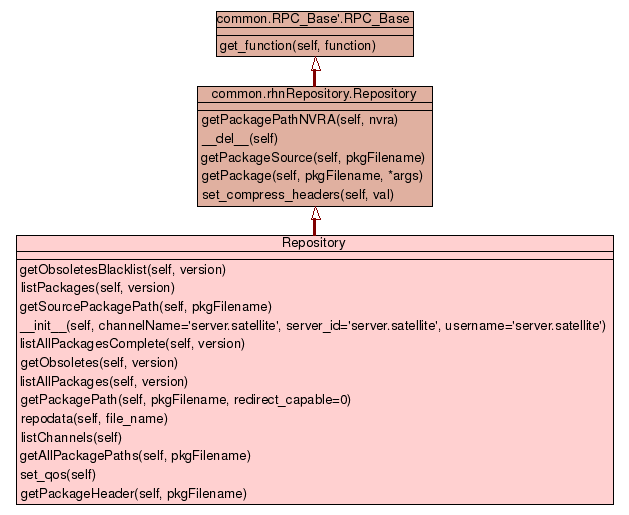 common.RPC_Base'.RPC_Base
get_function(self, function)
common.rhnRepository.Repository
getPackagePathNVRA(self, nvra)
__del__(self)
getPackageSource(self, pkgFilename)
getPackage(self, pkgFilename, *args)
set_compress_headers(self, val)
Repository
getObsoletesBlacklist(self, version)
listPackages(self, version)
getSourcePackagePath(self, pkgFilename)
__init__(self, channelName='server.satellite', server_id='server.satellite', username='server.satellite')
listAllPackagesComplete(self, version)
getObsoletes(self, version)
listAllPackages(self, version)
getPackagePath(self, pkgFilename, redirect_capable=0)
repodata(self, file_name)
listChannels(self)
getAllPackagePaths(self, pkgFilename)
set_qos(self)
getPackageHeader(self, pkgFilename)